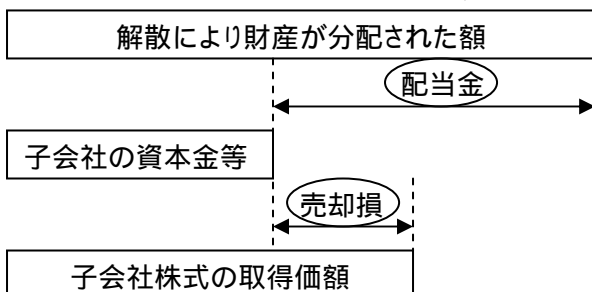 解散により財産が分配された額
配当金
子会社の資本金等
売却損
子会社株式の取得価額